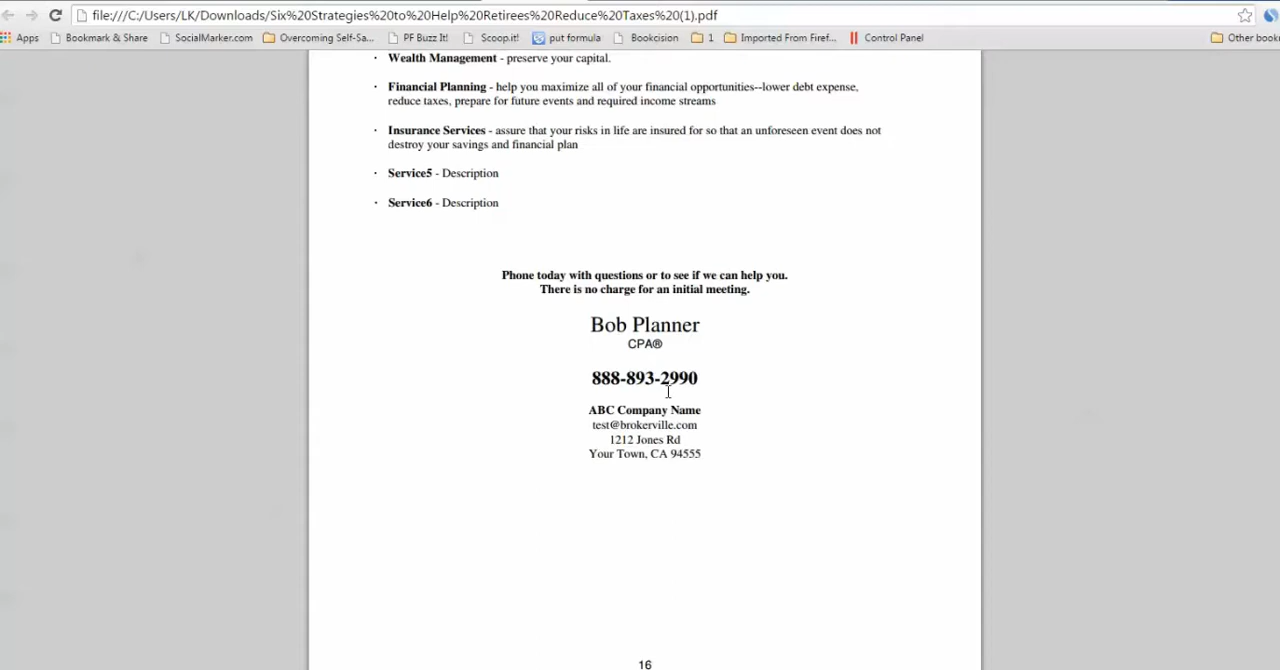 file:///C:/Users/LK/Downloads/Six%20Strategies%20to%20Help%20Retirees%20Reduce%20Taxes%20(1).pdf
Apps Bookmark & Share SocialMarker.com Overcoming Self-Sa... PF Buzz It! Scoop.it! put formula Bookcision 1 Imported From Firef... Control Panel Other book
· Wealth Management - preserve your capital.
· Financial Planning - help you maximize all of your financial opportunities--lower debt expense,
reduce taxes, prepare for future events and required income streams
· Insurance Services - assure that your risks in life are insured for so that an unforeseen event does not
destroy your savings and financial plan
· Service5 - Description
· Service6 - Description
Phone today with questions or to see if we can help you.
There is no charge for an initial meeting.
Bob Planner
CPA®
888-893-2990
ABC Company Name
test@brokerville.com
1212 Jones Rd
Your Town, CA 94555
16